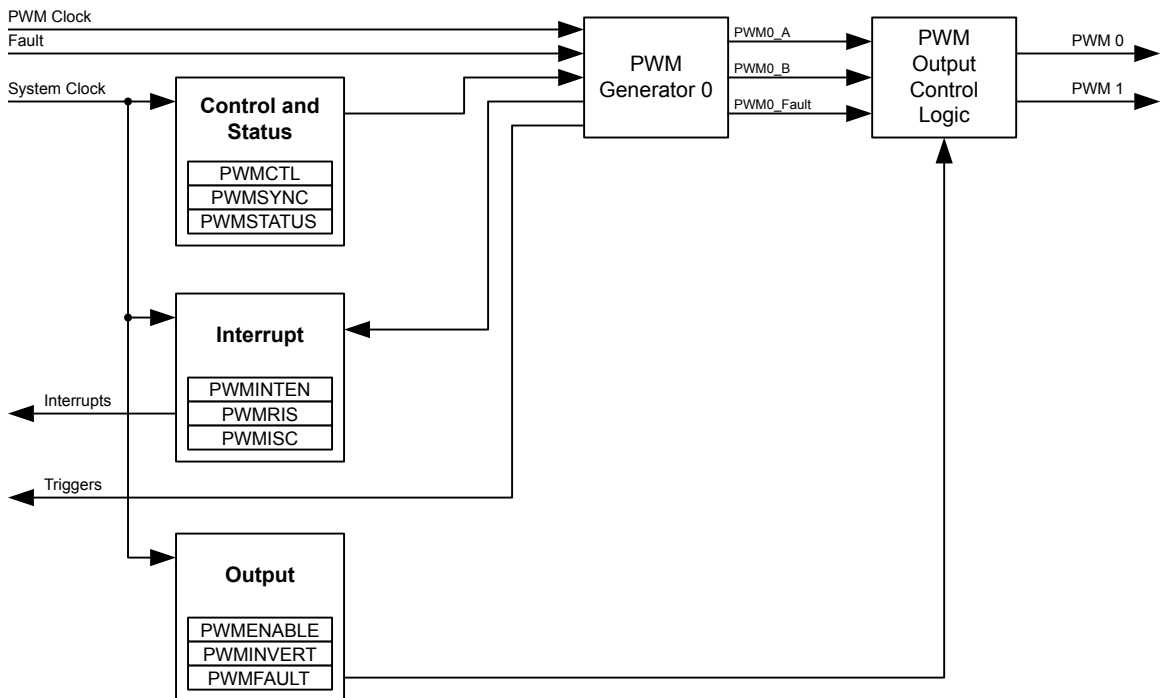 PWM Clock
Fault
System Clock
Control and
Status
PWMCTL
PWMSYNC
PWMSTATUS
Interrupt
PWMINTEN
PWMRIS
PWMISC
Interrupts
Triggers
Output
PWMENABLE
PWMINVERT
PWMFAULT
PWM
Generator 0
PWM0_A
PWM0_B
PWM0_Fault
PWM
Output
Control
Logic
PWM 0
PWM 1